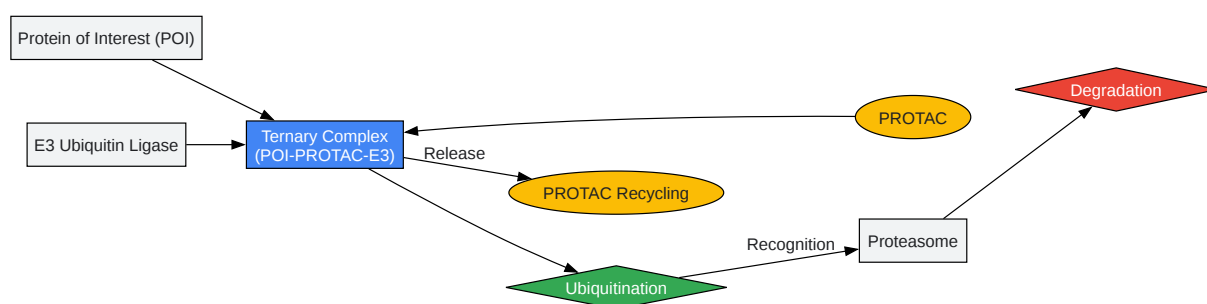 Protein of Interest (POI)
Degradation
PROTAC
Ternary Complex
(POI-PROTAC-E3)
E3 Ubiquitin Ligase
Release
PROTAC Recycling
Recognition
Proteasome
Ubiquitination